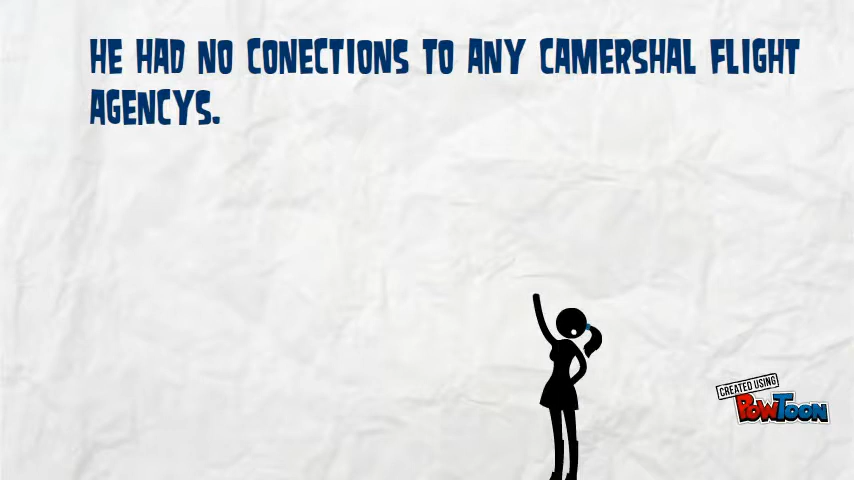 HE HAD NO CONECTIONS TO ANY CAMERSHAL FLIGHT
AGENCYS.
CREATED USING
POWTOON